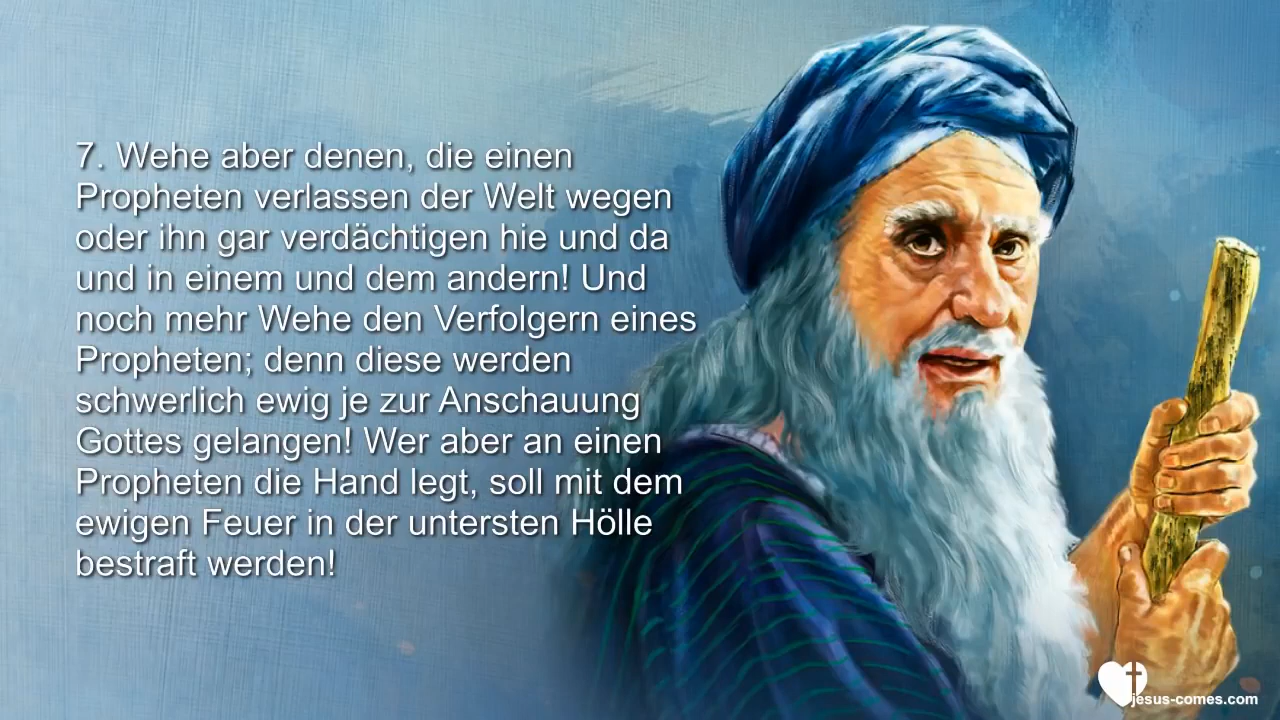 7. Wehe aber denen, die einen
Propheten verlassen der Welt wegen
oder ihn gar verdächtigen hie und da
und in einem und dem andern! Und
noch mehr Wehe den Verfolgern eines
Propheten; denn diese werden
schwerlich ewig je zur Anschauung
Gottes gelangen! Wer aber an einen
Propheten die Hand legt, soll mit dem
ewigen Feuer in der untersten Hölle
bestraft werden!
jesus-comes.com